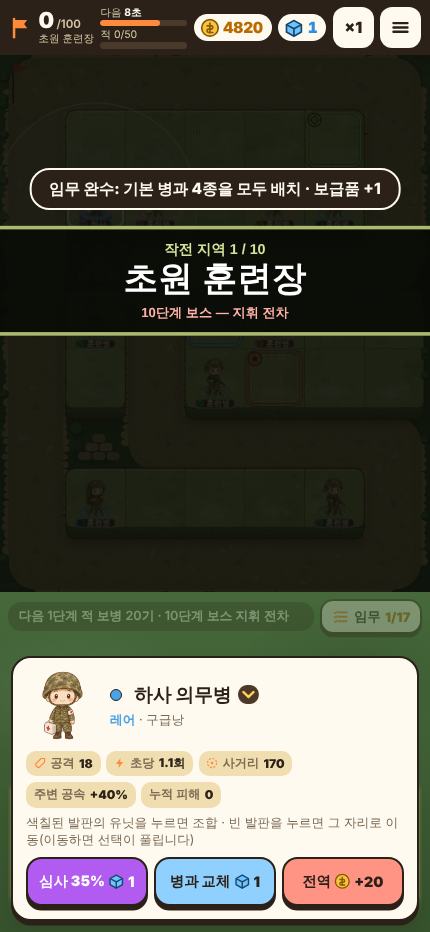 0/100
초원 훈련장
다음 8초
적 0/50
4820
1
×1
임무 완수: 기본 병과 4종을 모두 배치 · 보급품 +1
작전 지역 1 / 10
초원 훈련장
10단계 보스 — 지휘 전차
다음 1단계 적 보병 20기 · 10단계 보스 지휘 전차
임무 1/17
하사 의무병
레어 · 구급낭
공격 18
초당 1.1회
사거리 170
주변 공속 +40%
누적 피해 0
색칠된 발판의 유닛을 누르면 조합 · 빈 발판을 누르면 그 자리로 이
동(이동하면 선택이 풀립니다)
심사 35% 1
병과 교체 1
전역 +20